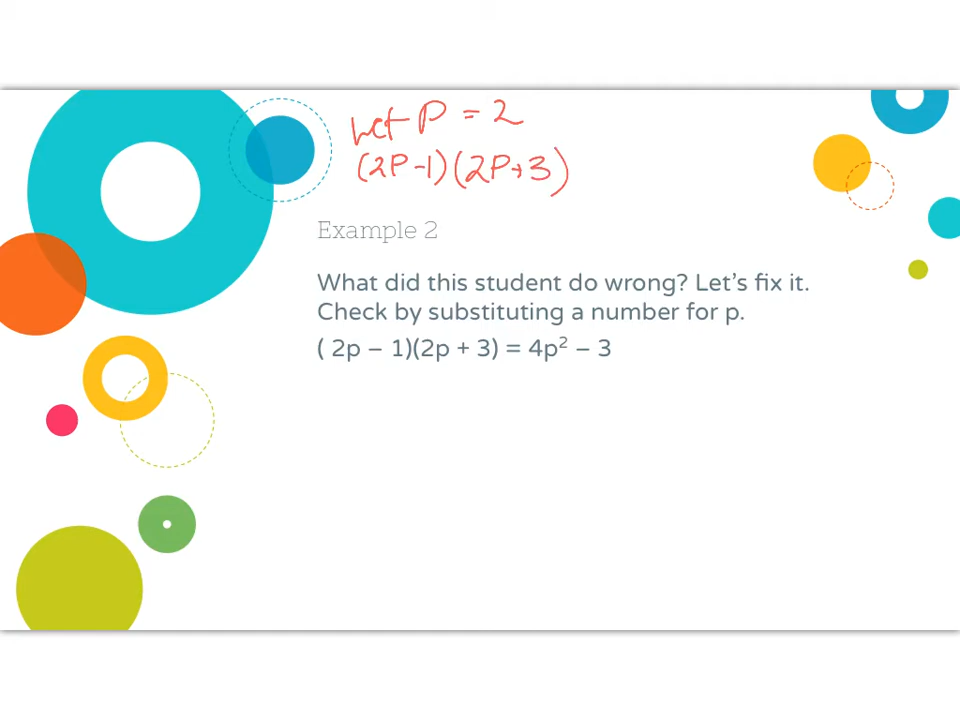 Let P = 2
(2P-1)(2P+3)
Example 2
What did this student do wrong? Let’s fix it.
Check by substituting a number for p.
( 2p – 1)(2p + 3) = 4p² – 3